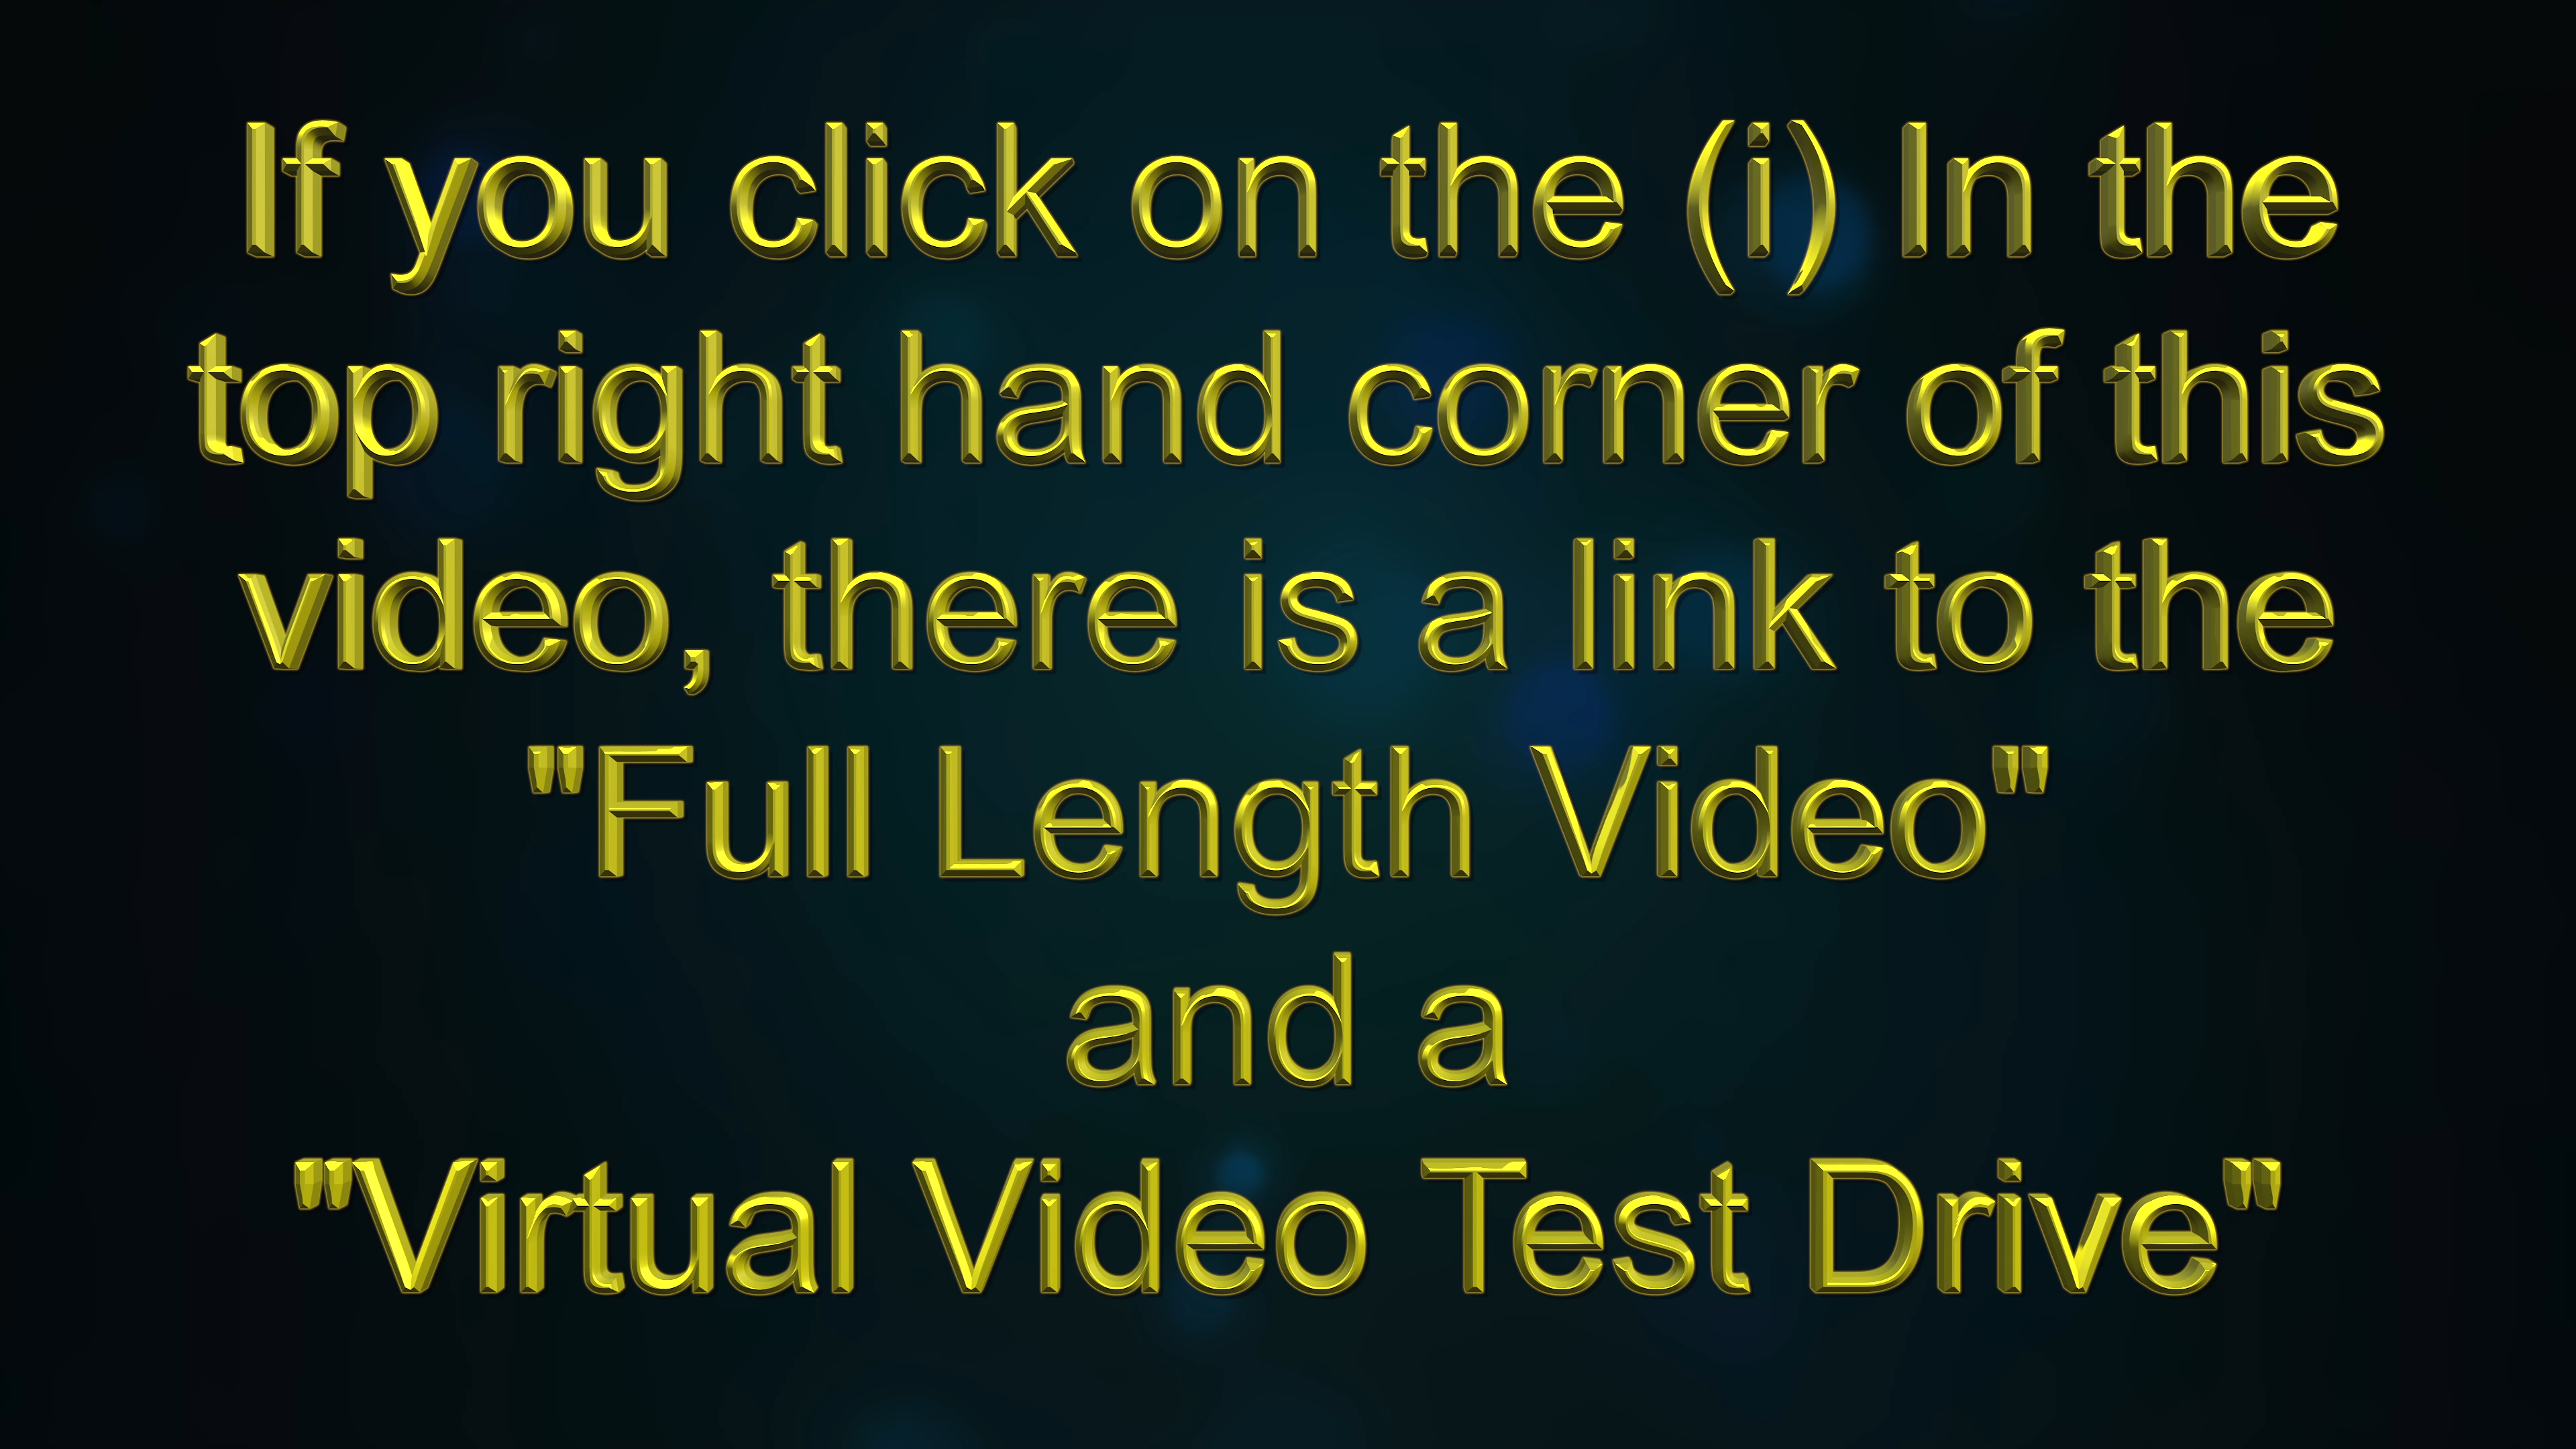 If you click on the (i) In the
top right hand corner of this
video, there is a link to the
"Full Length Video"
and a
"Virtual Video Test Drive"